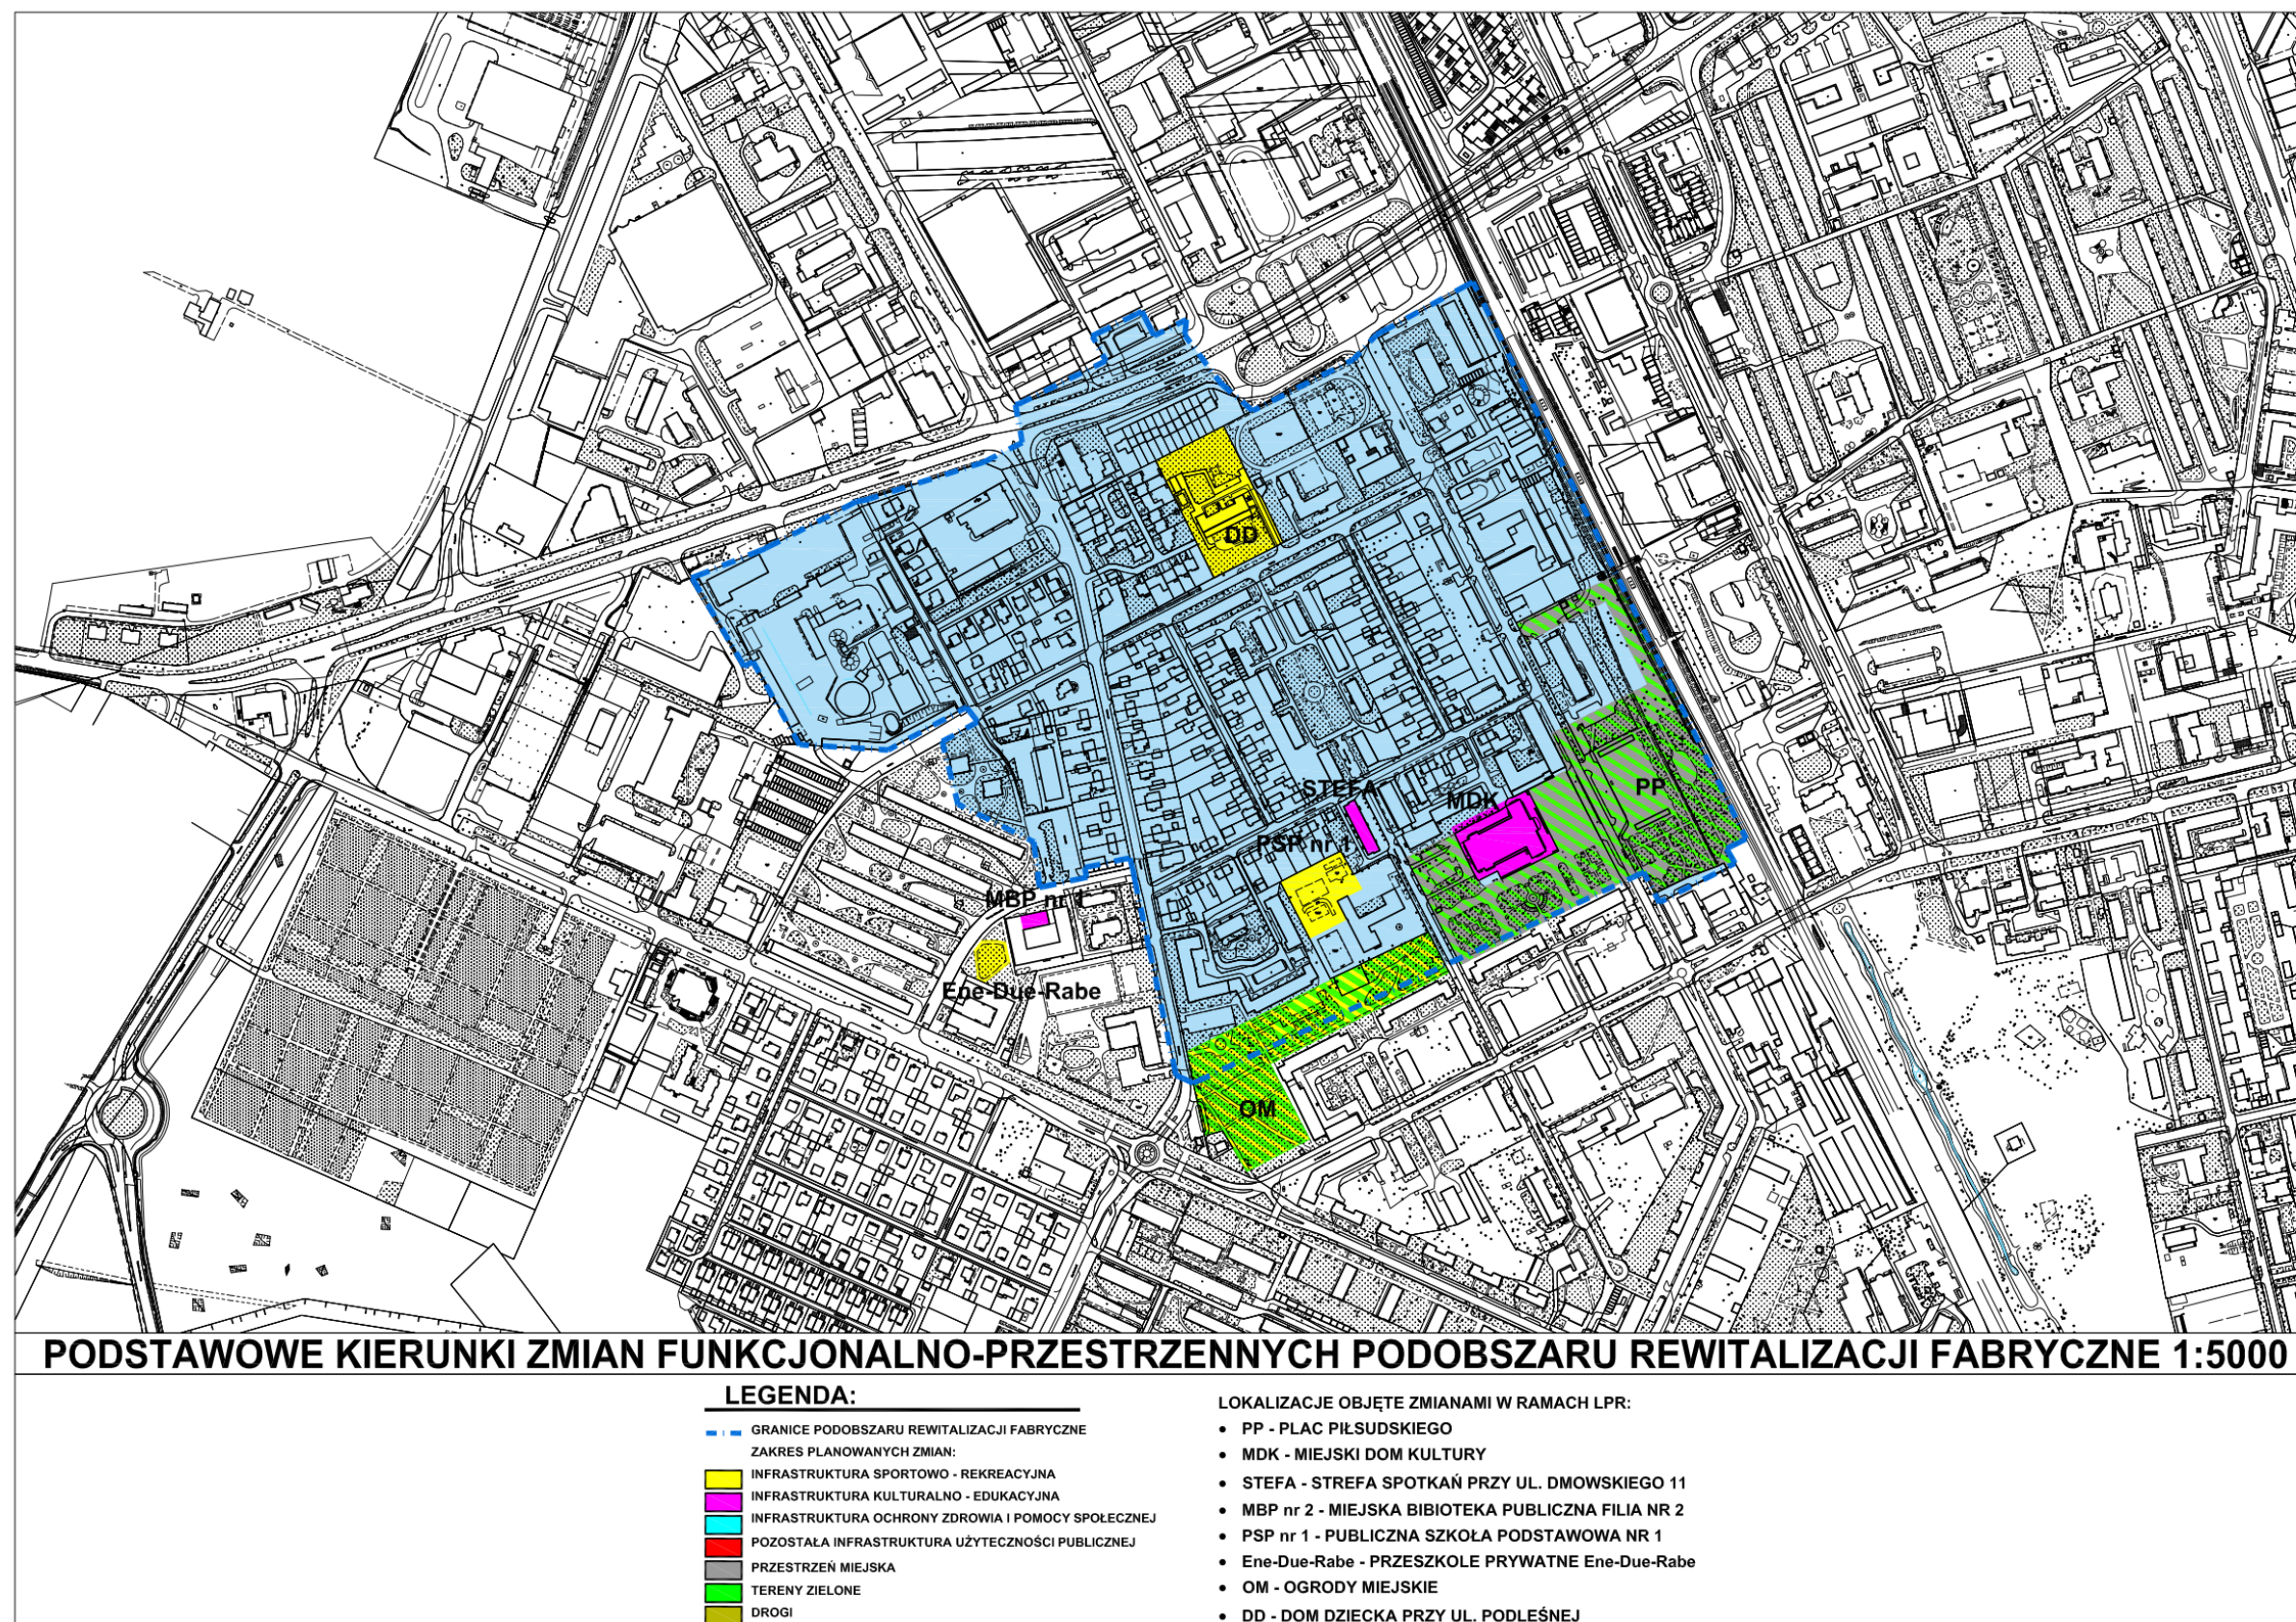 DD
STEFA
MDK
PP
PSP nr 1
MBP nr 1
Ene-Due-Rabe
OM
PODSTAWOWE KIERUNKI ZMIAN FUNKCJONALNO-PRZESTRZENNYCH PODOBSZARU REWITALIZACJI FABRYCZNE 1:5000
LEGENDA:
GRANICE PODOBSZARU REWITALIZACJI FABRYCZNE
ZAKRES PLANOWANYCH ZMIAN:
INFRASTRUKTURA SPORTOWO - REKREACYJNA
INFRASTRUKTURA KULTURALNO - EDUKACYJNA
INFRASTRUKTURA OCHRONY ZDROWIA I POMOCY SPOŁECZNEJ
POZOSTAŁA INFRASTRUKTURA UŻYTECZNOŚCI PUBLICZNEJ
PRZESTRZEŃ MIEJSKA
TERENY ZIELONE
DROGI
LOKALIZACJE OBJĘTE ZMIANAMI W RAMACH LPR:
• PP - PLAC PIŁSUDSKIEGO
• MDK - MIEJSKI DOM KULTURY
• STEFA - STREFA SPOTKAŃ PRZY UL. DMOWSKIEGO 11
• MBP nr 2 - MIEJSKA BIBIOTEKA PUBLICZNA FILIA NR 2
• PSP nr 1 - PUBLICZNA SZKOŁA PODSTAWOWA NR 1
• Ene-Due-Rabe - PRZESZKOLE PRYWATNE Ene-Due-Rabe
• OM - OGRODY MIEJSKIE
• DD - DOM DZIECKA PRZY UL. PODLEŚNEJ